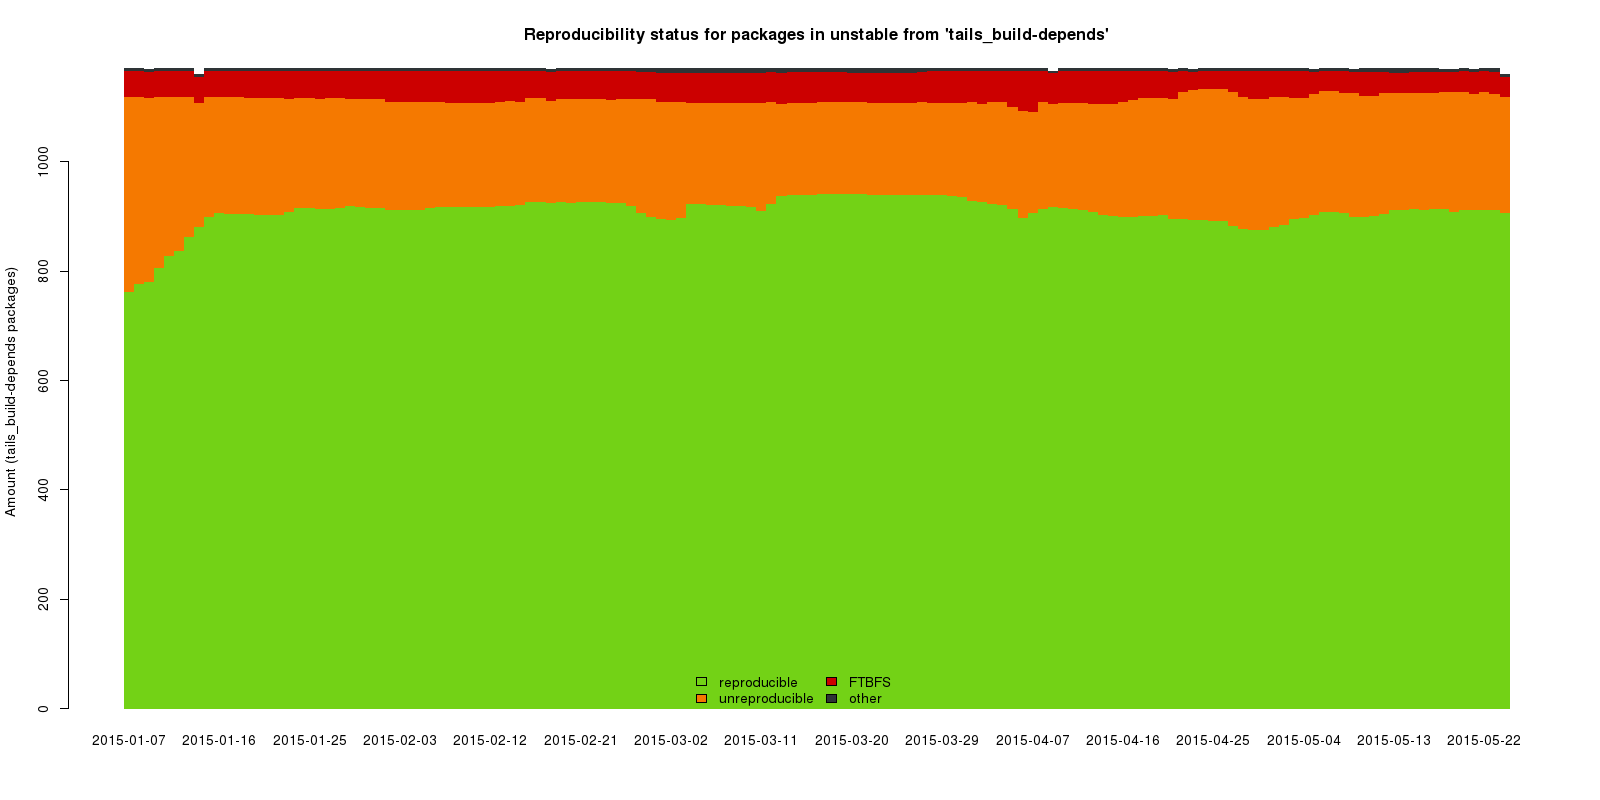 Reproducibility status for packages in unstable from 'tails_build-depends'
Amount (tails_build-depends packages)
1000
800
600
400
200
0
reproducible
FTBFS
unreproducible
other
2015-01-07 2015-01-16 2015-01-25 2015-02-03 2015-02-12 2015-02-21 2015-03-02 2015-03-11 2015-03-20 2015-03-29 2015-04-07 2015-04-16 2015-04-25 2015-05-04 2015-05-13 2015-05-22